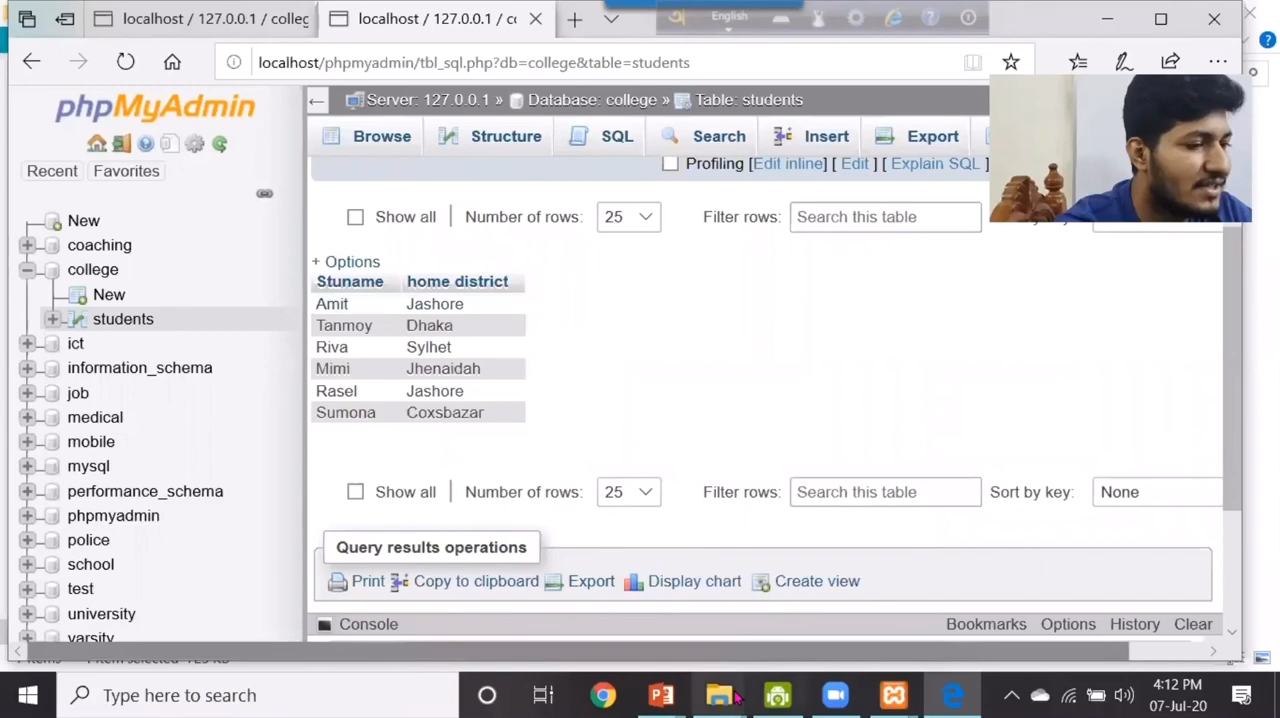 localhost / 127.0.0.1 / colleg
localhost / 127.0.0.1 / cc
English
localhost/phpmyadmin/tbl_sql.php?db=college&table=students
phpMyAdmin
Recent Favorites
New
coaching
college
New
students
ict
information_schema
job
medical
mobile
mysql
performance_schema
phpmyadmin
police
school
test
university
varsity
Server: 127.0.0.1 » Database: college » Table: students
Browse Structure SQL Search Insert Export
Profiling [Edit inline] [ Edit ] [ Explain SQL ]
Show all Number of rows: 25 Filter rows: Search this table
+ Options
Stuname home district
Amit Jashore
Tanmoy Dhaka
Riva Sylhet
Mimi Jhenaidah
Rasel Jashore
Sumona Coxsbazar
Show all Number of rows: 25 Filter rows: Search this table Sort by key: None
Query results operations
Print Copy to clipboard Export Display chart Create view
Console Bookmarks Options History Clear
Type here to search
4:12 PM
07-Jul-20